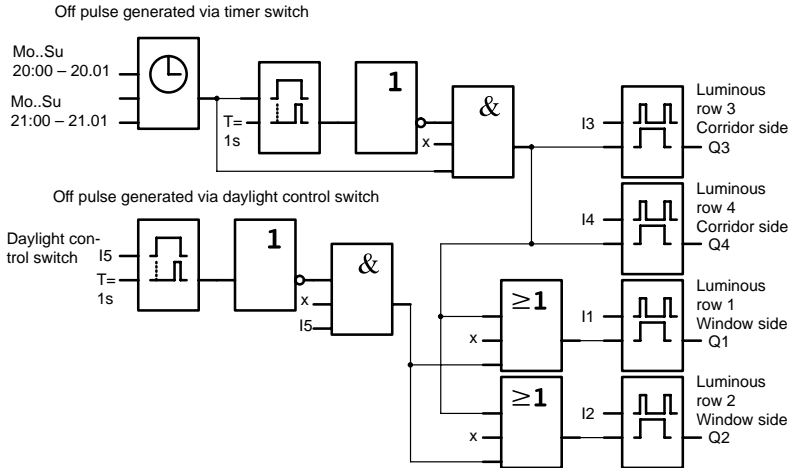 Off pulse generated via timer switch
Mo..Su
20:00 – 20.01
Mo..Su
21:00 – 21.01
T=
1s
1
x
&
I3
Luminous
row 3
Corridor side
Q3
Off pulse generated via daylight control switch
Daylight con-
trol switch
I5
T=
1s
1
x
I5
&
I4
Luminous
row 4
Corridor side
Q4
≥1
x
I1
Luminous
row 1
Window side
Q1
≥1
x
I2
Luminous
row 2
Window side
Q2